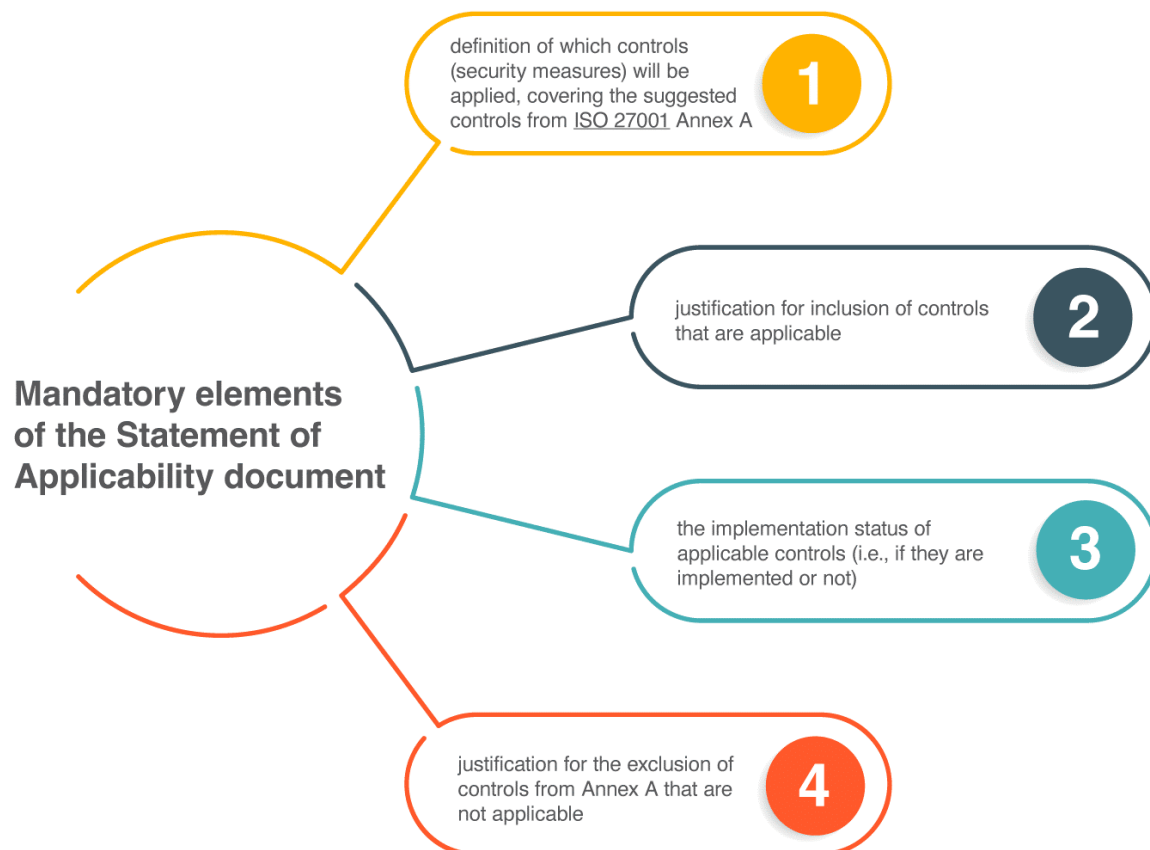 definition of which controls
(security measures) will be
applied, covering the suggested
controls from ISO 27001 Annex A
1
justification for inclusion of controls
that are applicable
2
Mandatory elements
of the Statement of
Applicability document
the implementation status of
applicable controls (i.e., if they are
implemented or not)
3
justification for the exclusion of
controls from Annex A that are
not applicable
4